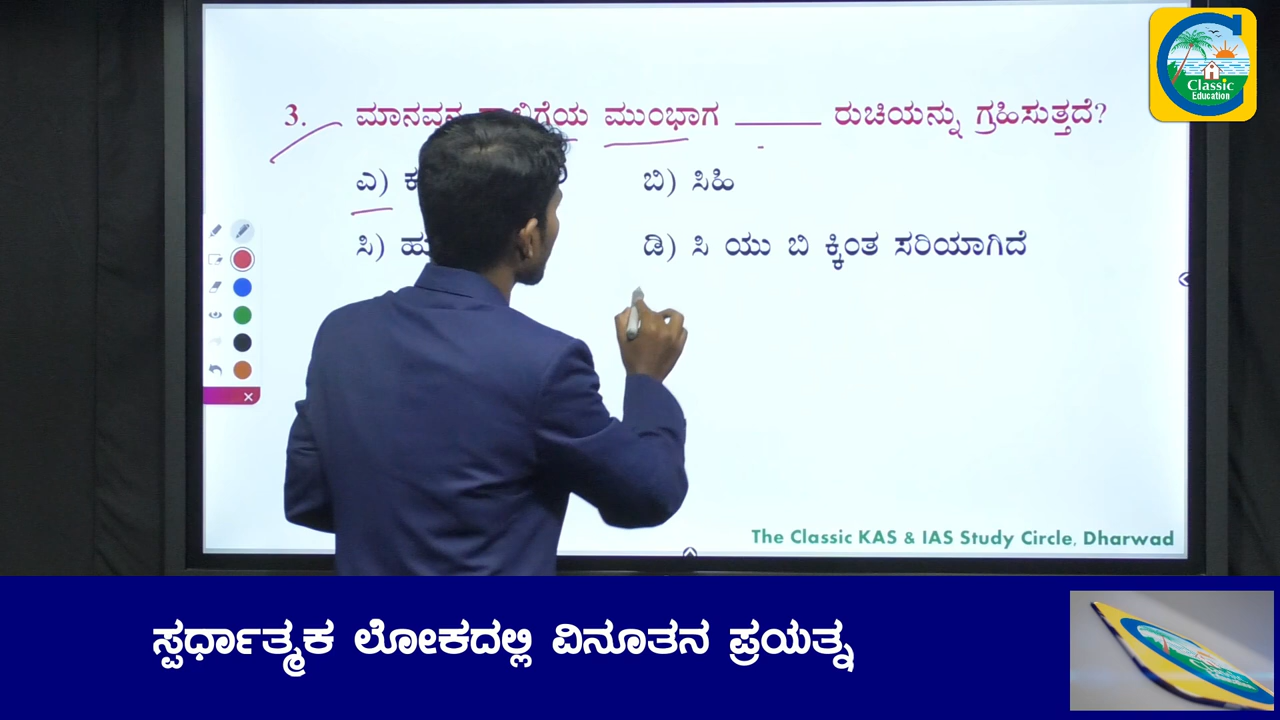 3. ಮಾನವನ ಮುಂಭಾಗ ______ ರುಚಿಯನ್ನು ಗ್ರಹಿಸುತ್ತದೆ?
ಎ) ಬಿ) ಸಿಹಿ
ಸಿ) ಡಿ) ಸಿ ಯು ಬಿ ಕ್ಕಿಂತ ಸರಿಯಾಗಿದೆ
The Classic KAS & IAS Study Circle, Dharwad
Classic
Education
ಸ್ಪರ್ಧಾತ್ಮಕ ಲೋಕದಲ್ಲಿ ವಿನೂತನ ಪ್ರಯತ್ನ